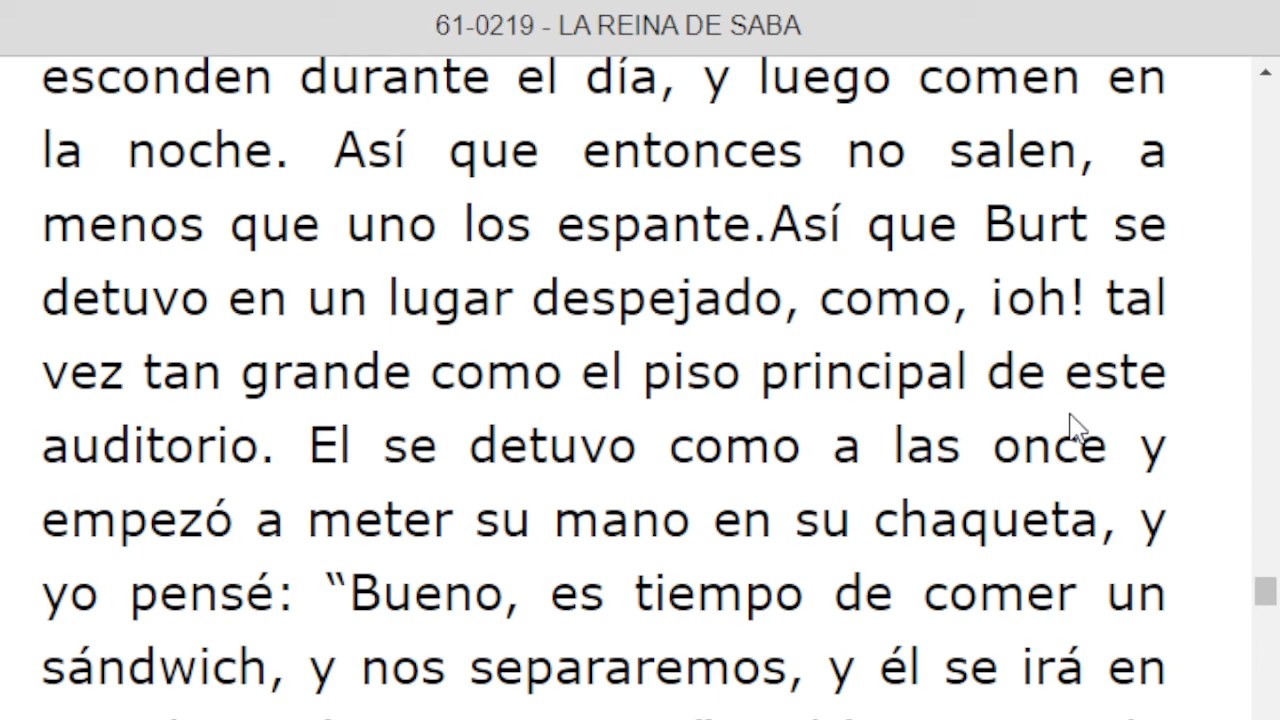 61-0219 - LA REINA DE SABA
esconden durante el día, y luego comen en
la noche. Así que entonces no salen, a
menos que uno los espante.Así que Burt se
detuvo en un lugar despejado, como, ¡oh! tal
vez tan grande como el piso principal de este
auditorio. El se detuvo como a las once y
empezó a meter su mano en su chaqueta, y
yo pensé: “Bueno, es tiempo de comer un
sándwich, y nos separaremos, y él se irá en